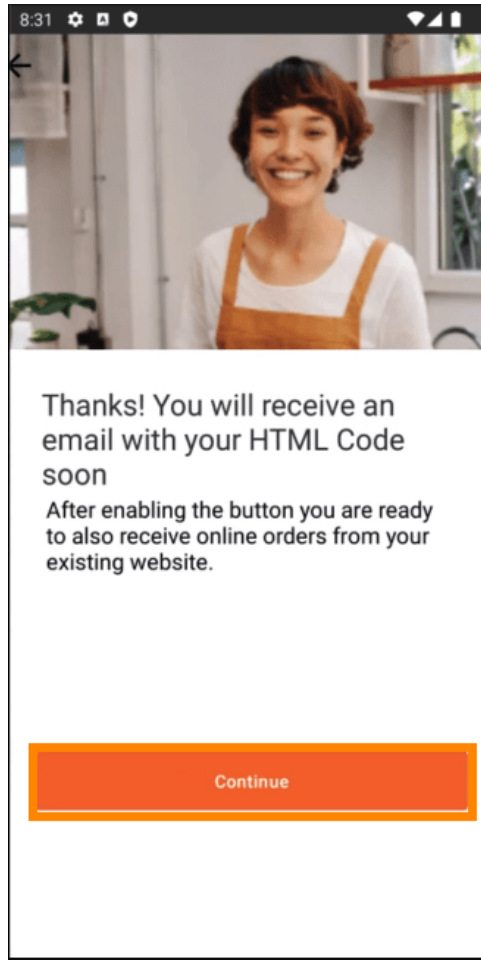 8:31
Thanks! You will receive an
email with your HTML Code
soon
After enabling the button you are ready
to also receive online orders from your
existing website.
Continue